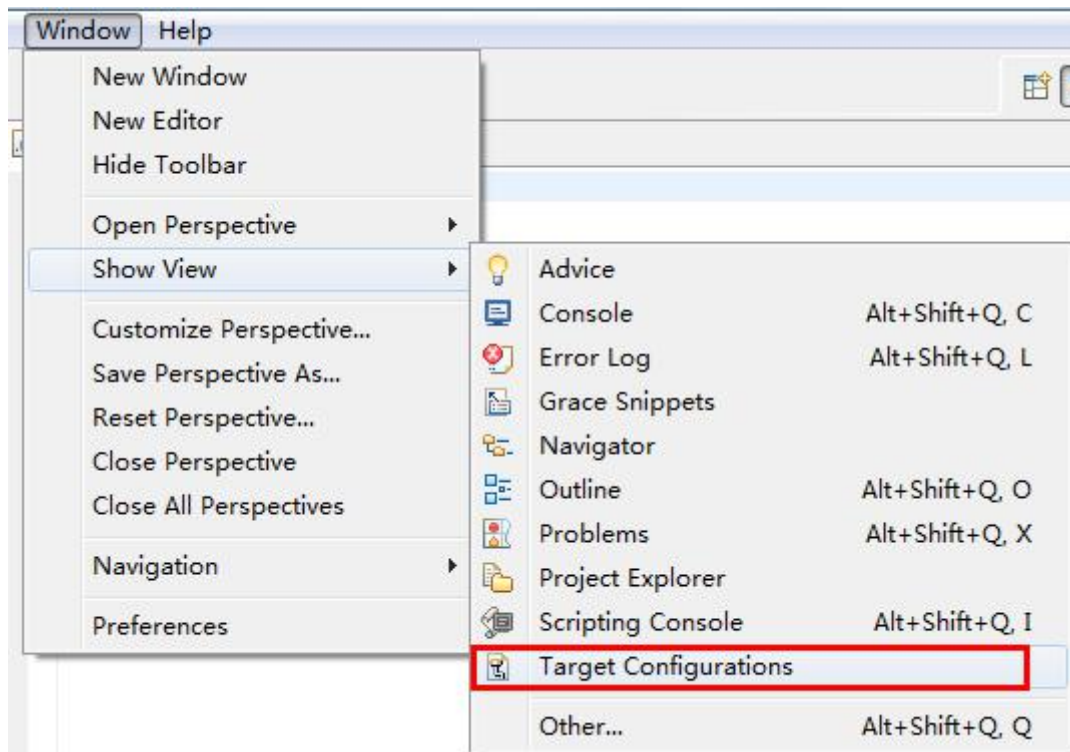 Window Help
New Window
New Editor
Hide Toolbar
Open Perspective
Show View
Customize Perspective...
Save Perspective As...
Reset Perspective...
Close Perspective
Close All Perspectives
Navigation
Preferences
Advice
Console Alt+Shift+Q, C
Error Log Alt+Shift+Q, L
Grace Snippets
Navigator
Outline Alt+Shift+Q, O
Problems Alt+Shift+Q, X
Project Explorer
Scripting Console Alt+Shift+Q, I
Target Configurations
Other... Alt+Shift+Q, Q